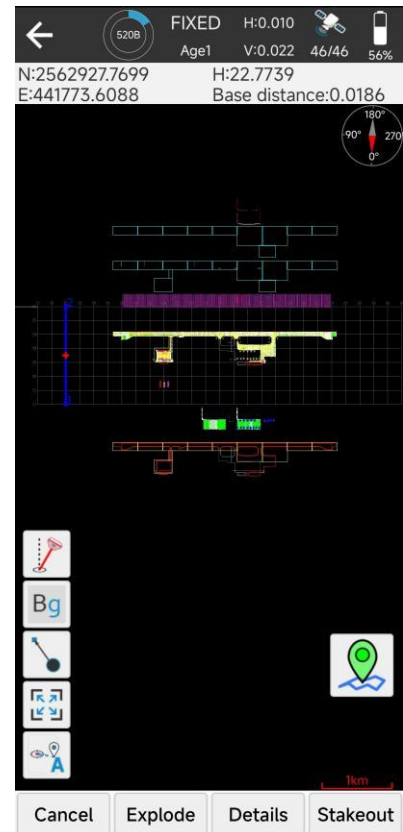 520B FIXED H:0.010
Age1 V:0.022 46/46 56%
N:2562927.7699 H:22.7739
E:441773.6088 Base distance:0.0186
180°
-90° 270
0°
Bg
A
1km
Cancel Explode Details Stakeout